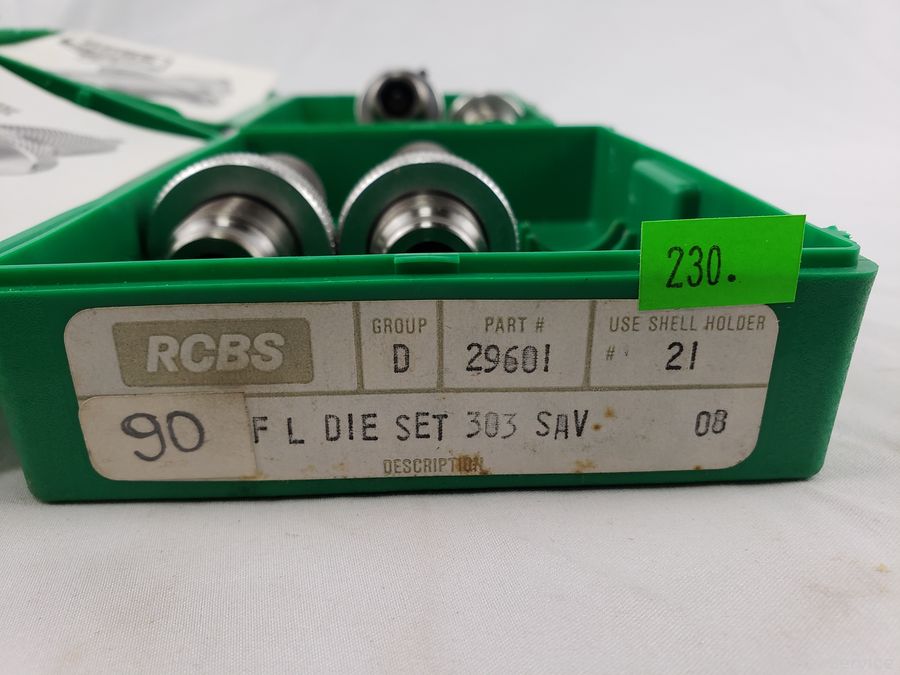 230.
RCBS
GROUP
D
PART #
29601
USE SHELL HOLDER
# 21
90
F L DIE SET 303 SAV 08
DESCRIPTION